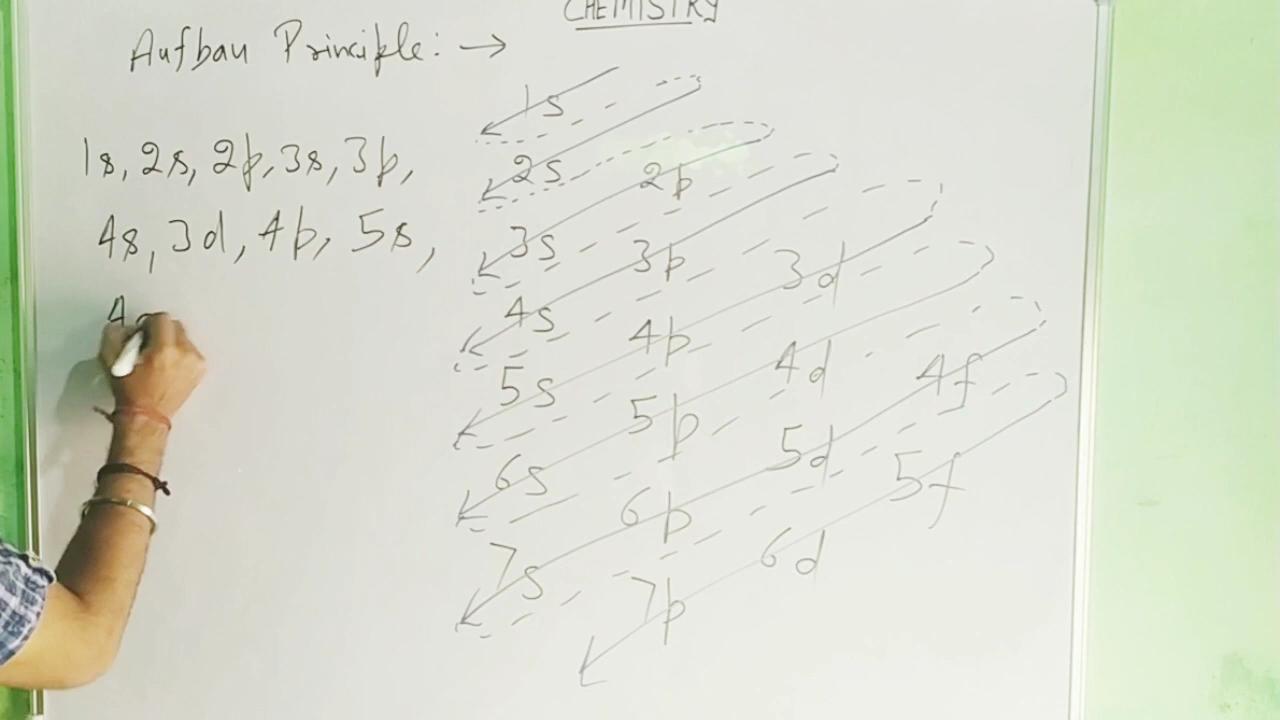 CHEMISTRY
Aufbau Principle: →
1s, 2s, 2p, 3s, 3p,
4s, 3d, 4p, 5s,
4
1s
2s 2p
3s 3p 3d
4s 4p 4d 4f
5s 5p 5d 5f
6s 6p 6d
7s 7p